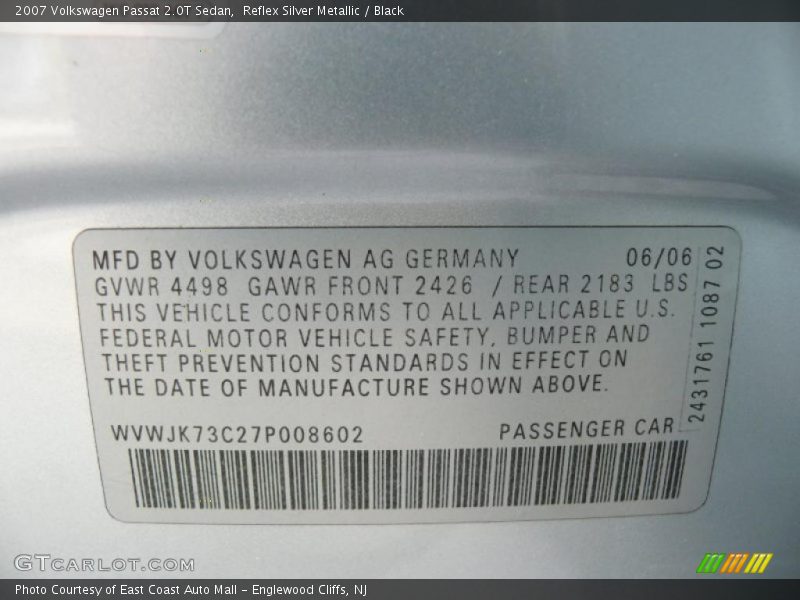 2007 Volkswagen Passat 2.0T Sedan, Reflex Silver Metallic / Black
MFD BY VOLKSWAGEN AG GERMANY 06/06
GVWR 4498 GAWR FRONT 2426 / REAR 2183 LBS
THIS VEHICLE CONFORMS TO ALL APPLICABLE U.S.
FEDERAL MOTOR VEHICLE SAFETY, BUMPER AND
THEFT PREVENTION STANDARDS IN EFFECT ON
THE DATE OF MANUFACTURE SHOWN ABOVE.
WVWJK73C27P008602 PASSENGER CAR
2431761 1087 02
GTCARLOT.COM
Photo Courtesy of East Coast Auto Mall - Englewood Cliffs, NJ